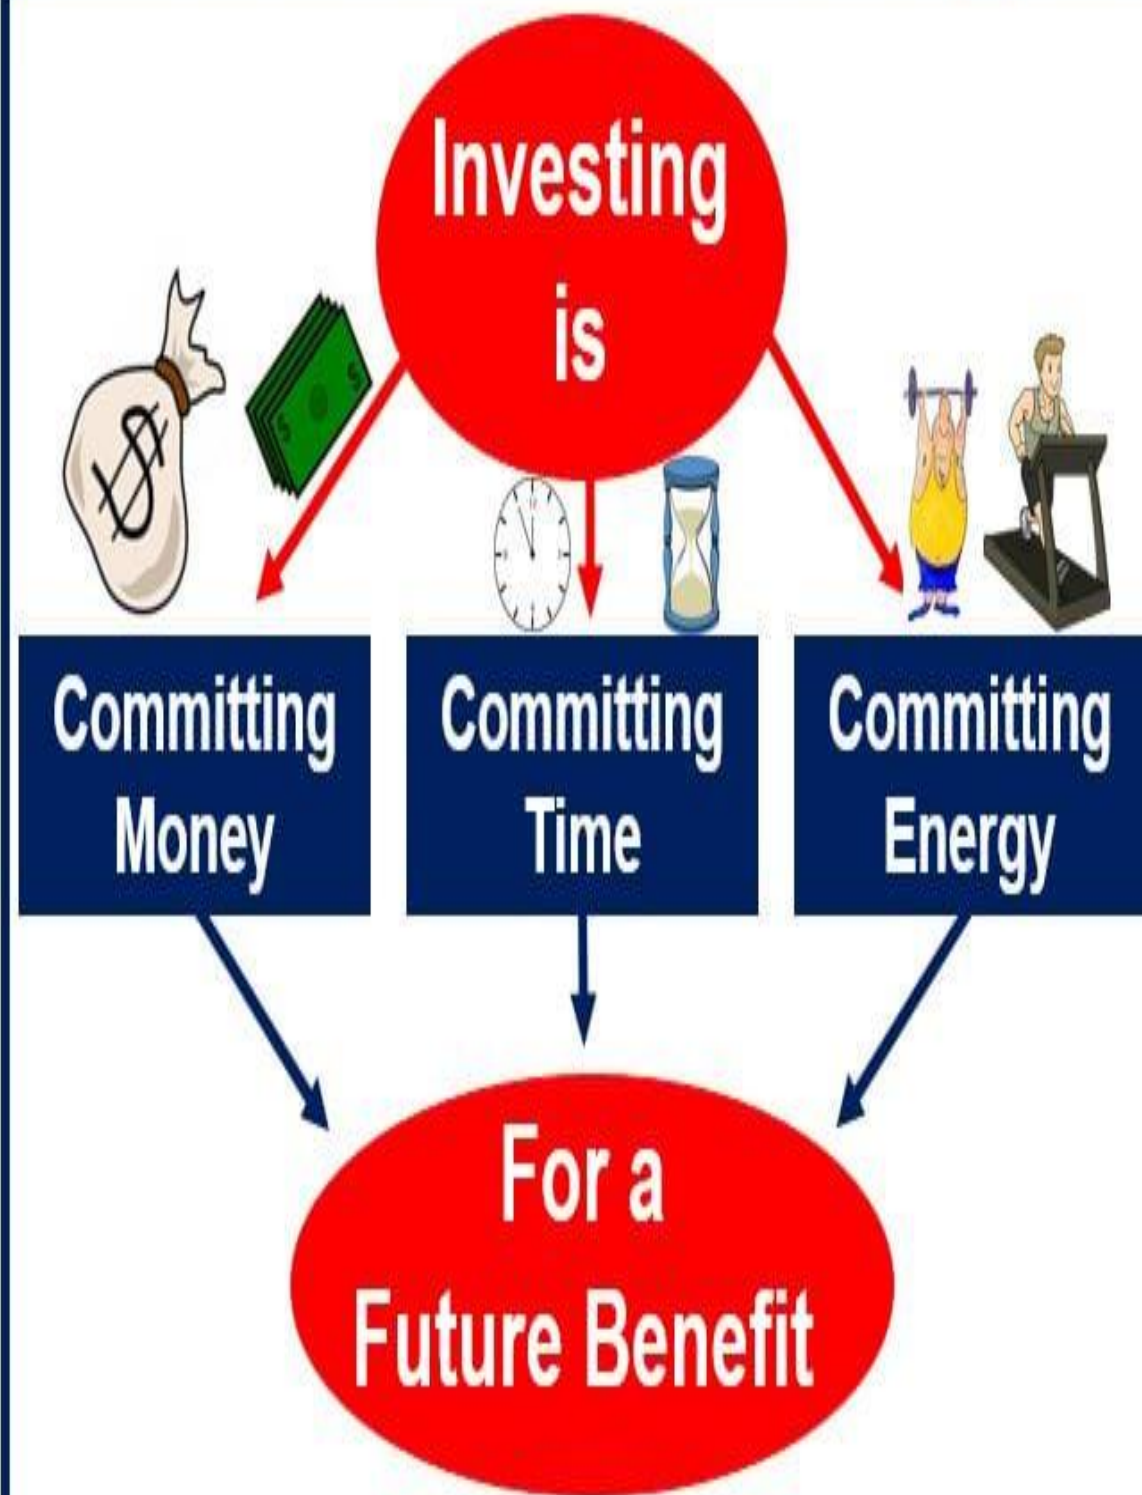 Investing
is
Committing
Money
Committing
Time
Committing
Energy
For a
Future Benefit